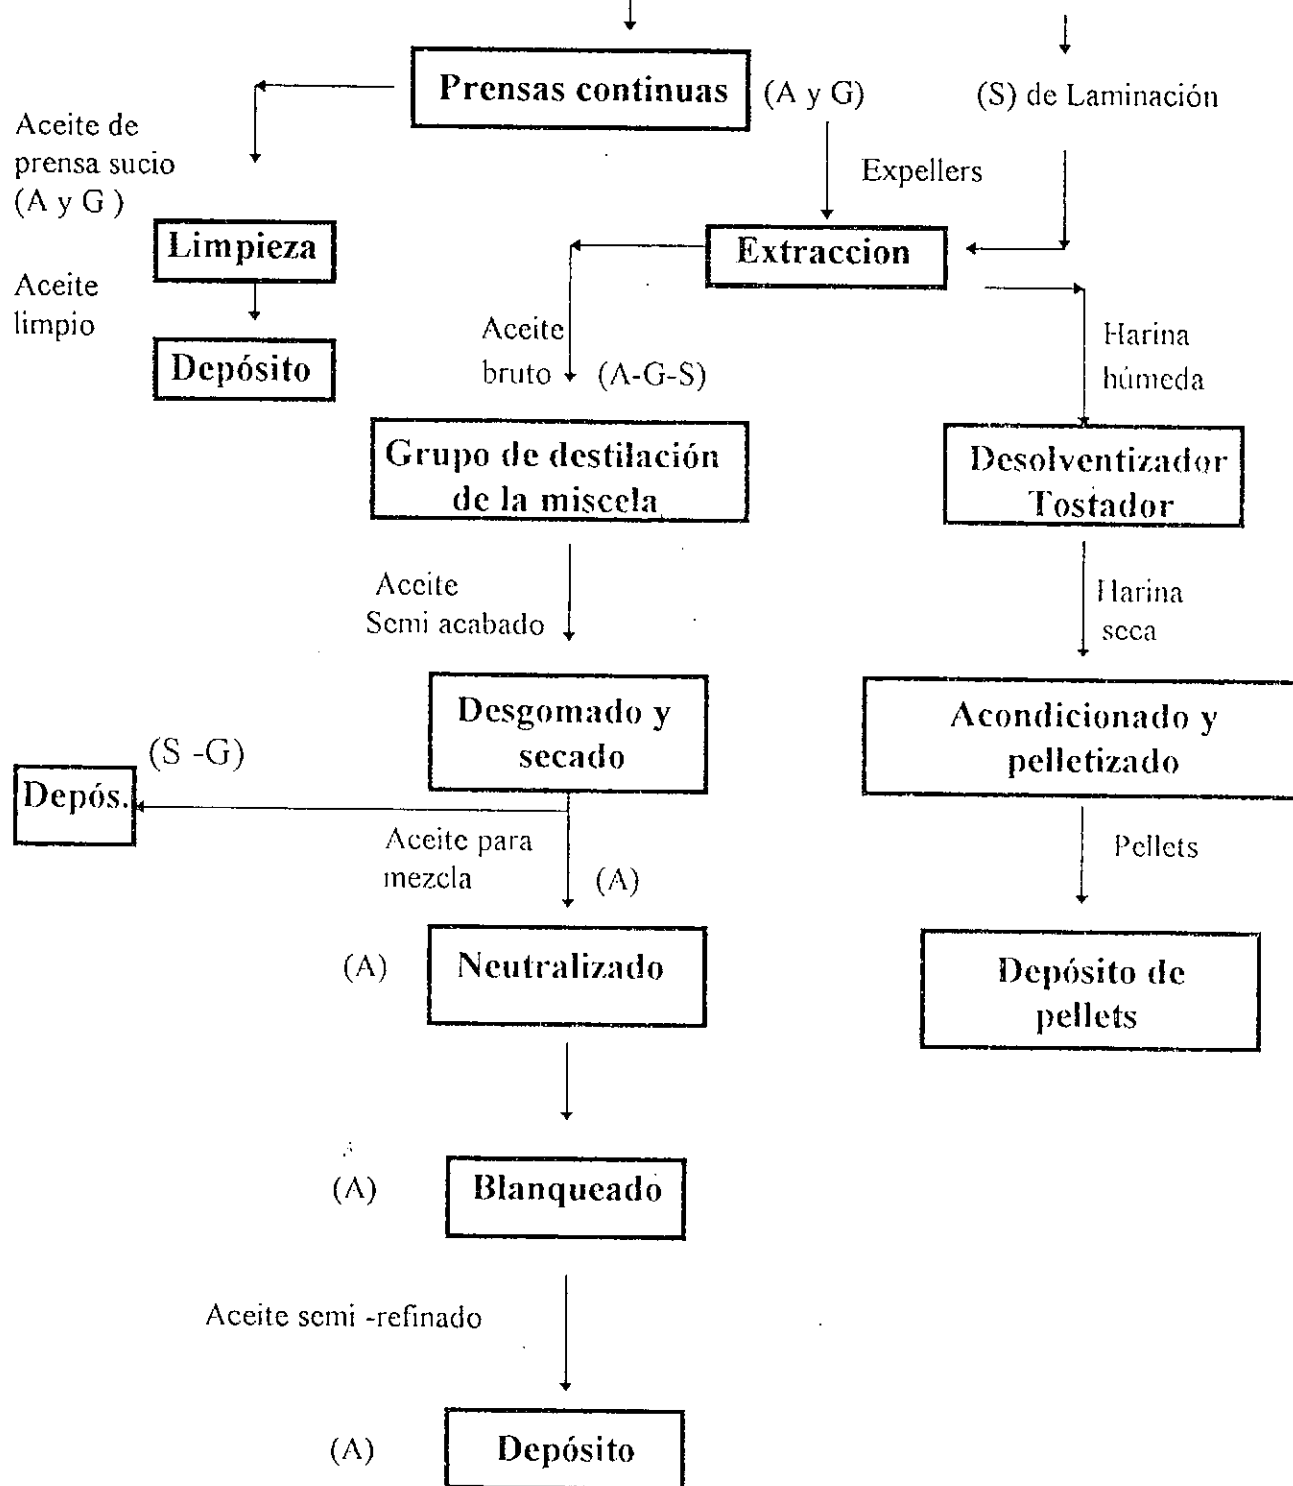 Prensas continuas
(A y G)
(S) de Laminación
Aceite de
prensa sucio
(A y G )
Expellers
Limpieza
Extraccion
Aceite
limpio
Depósito
Aceite
bruto
(A-G-S)
Harina
húmeda
Grupo de destilación
de la miscela
Desolventizador
Tostador
Aceite
Semi acabado
Harina
seca
Desgomado y
secado
Acondicionado y
pelletizado
(S -G)
Depós.
Aceite para
mezcla
(A)
Pellets
(A)
Neutralizado
Depósito de
pellets
(A)
Blanqueado
Aceite semi -refinado
(A)
Depósito